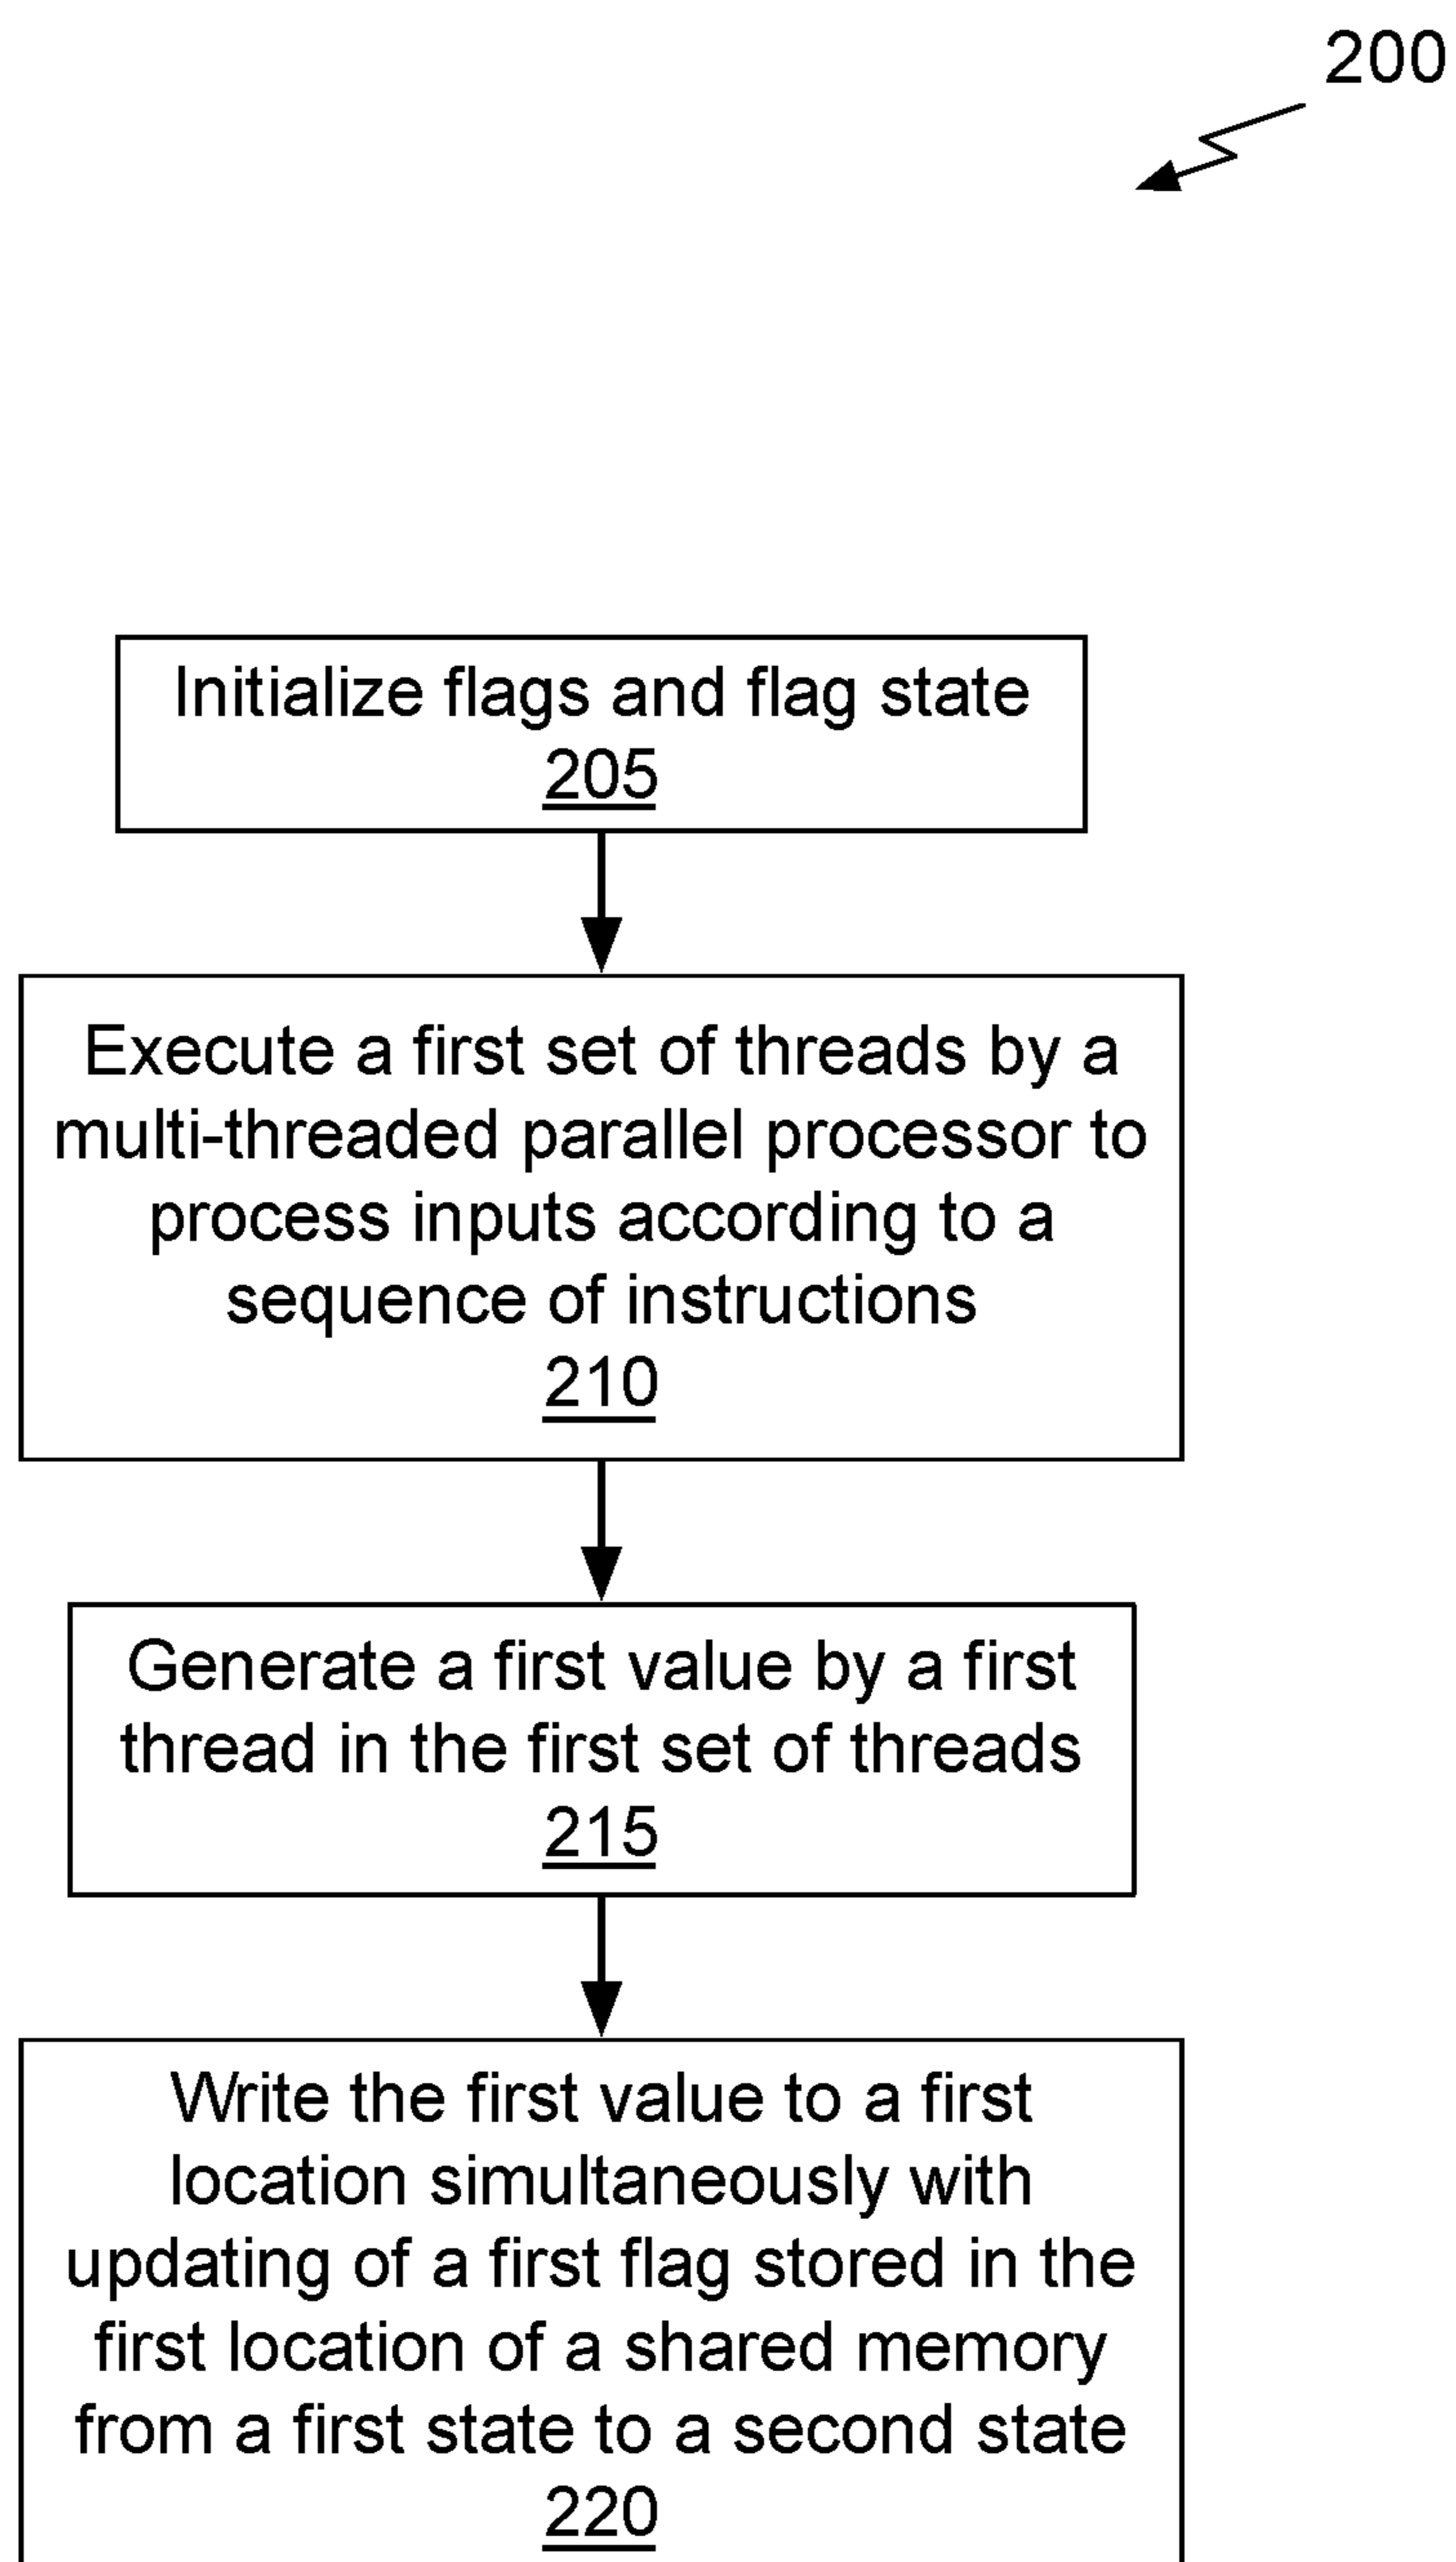 200
Initialize flags and flag state
205
Execute a first set of threads by a
multi-threaded parallel processor to
process inputs according to a
sequence of instructions
210
Generate a first value by a first
thread in the first set of threads
215
Write the first value to a first
location simultaneously with
updating of a first flag stored in the
first location of a shared memory
from a first state to a second state
220